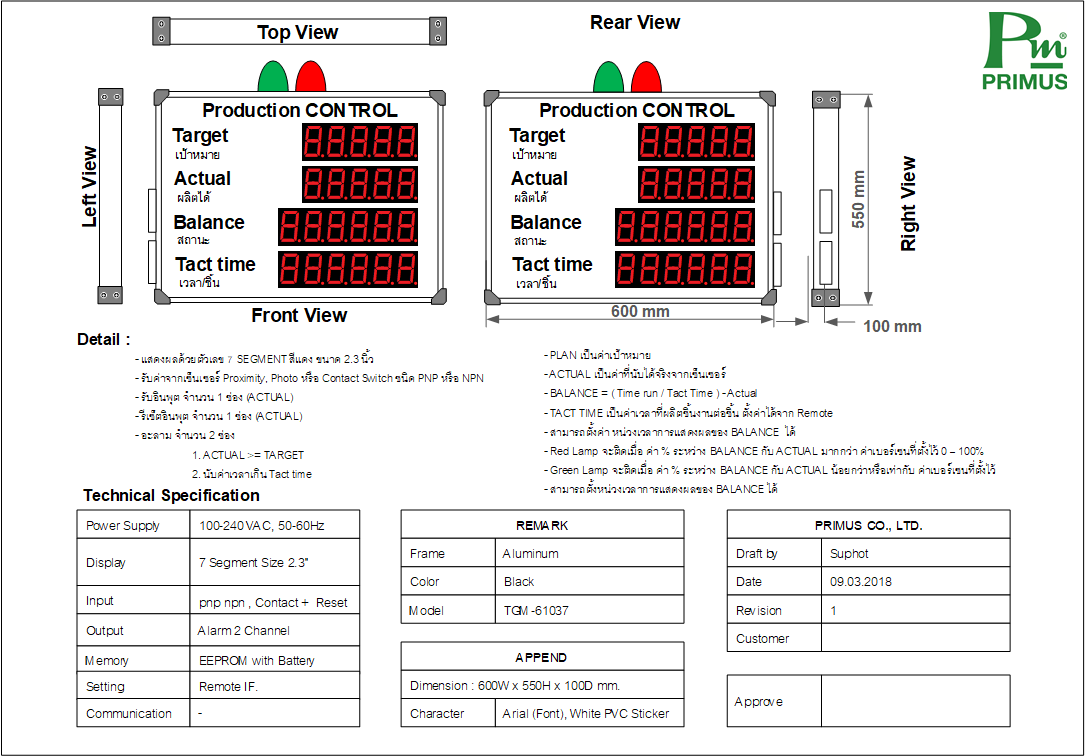 Top View
Rear View
Pm®
PRIMUS
Left View
Production CONTROL
Target
เป้าหมาย
Actual
ผลิตได้
Balance
สถานะ
Tact time
เวลา/ชิ้น
Front View
Production CONTROL
Target
เป้าหมาย
Actual
ผลิตได้
Balance
สถานะ
Tact time
เวลา/ชิ้น
600 mm
550 mm
Right View
100 mm
Detail :
- แสดงผลด้วยตัวเลข 7 SEGMENT สีแดง ขนาด 2.3 นิ้ว
- รับค่าจากเซ็นเซอร์ Proximity, Photo หรือ Contact Switch ชนิด PNP หรือ NPN
- รับอินพุต จำนวน 1 ช่อง (ACTUAL)
- รีเซ็ตอินพุต จำนวน 1 ช่อง (ACTUAL)
- อะลาม จำนวน 2 ช่อง
1. ACTUAL >= TARGET
2. นับค่าเวลาเกิน Tact time
- PLAN เป็นค่าเป้าหมาย
- ACTUAL เป็นค่าที่นับได้จริงจากเซ็นเซอร์
- BALANCE = ( Time run / Tact Time ) - Actual
- TACT TIME เป็นค่าเวลาที่ผลิตชิ้นงานต่อชิ้น ตั้งค่าได้จาก Remote
- สามารถตั้งค่า หน่วงเวลาการแสดงผลของ BALANCE ได้
- Red Lamp จะติดเมื่อ ค่า % ระหว่าง BALANCE กับ ACTUAL มากกว่า ค่าเปอร์เซนที่ตั้งไว้ 0 – 100%
- Green Lamp จะติดเมื่อ ค่า % ระหว่าง BALANCE กับ ACTUAL น้อยกว่าหรือเท่ากับ ค่าเปอร์เซนที่ตั้งไว้
- สามารถตั้งหน่วงเวลาการแสดงผลของ BALANCE ได้
Technical Specification
Power Supply 100-240 VAC, 50-60Hz
Display 7 Segment Size 2.3"
Input pnp npn , Contact + Reset
Output Alarm 2 Channel
Memory EEPROM with Battery
Setting Remote IF.
Communication -
REMARK
Frame Aluminum
Color Black
Model TGM -61037
APPEND
Dimension : 600W x 550H x 100D mm.
Character Arial (Font), White PVC Sticker
PRIMUS CO., LTD.
Draft by Suphot
Date 09.03.2018
Revision 1
Customer
Approve